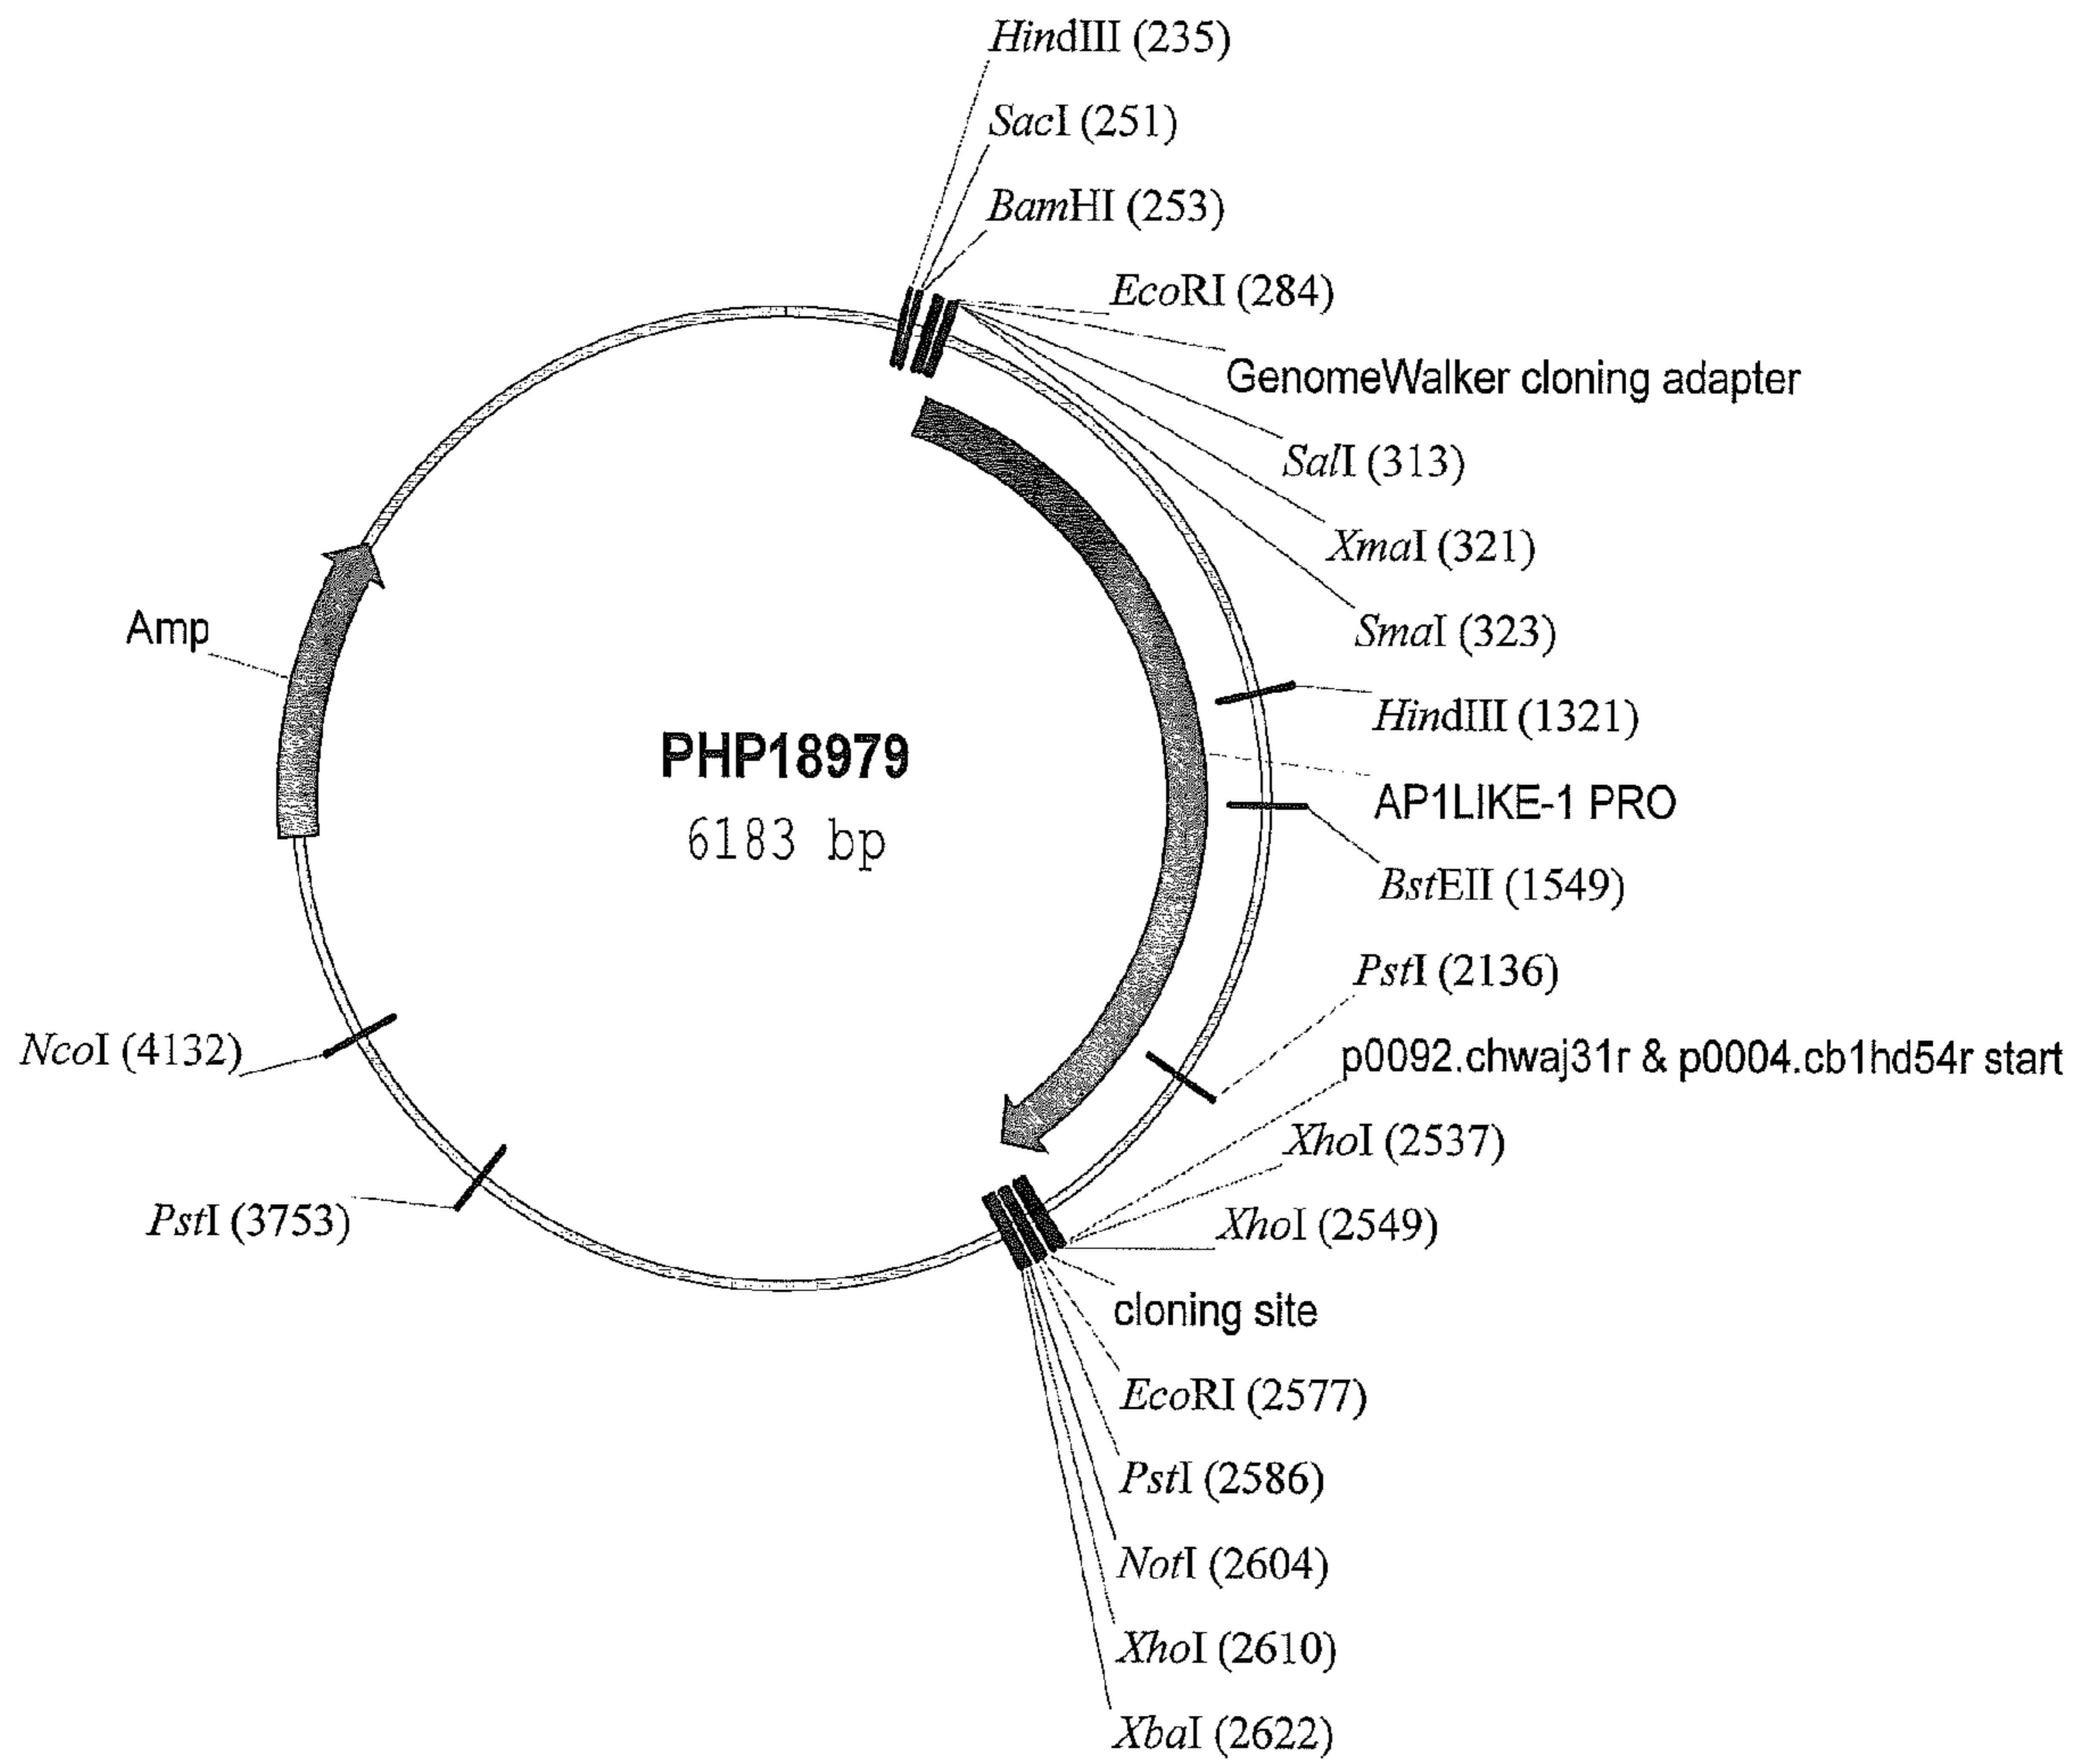 HindIII (235)
SacI (251)
BamHI (253)
EcoRI (284)
GenomeWalker cloning adapter
SalI (313)
XmaI (321)
SmaI (323)
HindIII (1321)
AP1LIKE-1 PRO
BstEII (1549)
PstI (2136)
p0092.chwaj31r & p0004.cb1hd54r start
XhoI (2537)
XhoI (2549)
cloning site
EcoRI (2577)
PstI (2586)
NotI (2604)
XhoI (2610)
XbaI (2622)
PstI (3753)
NcoI (4132)
Amp
PHP18979
6183 bp